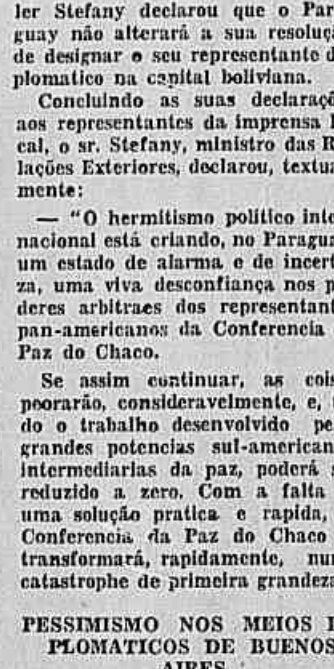 ler Stefany declarou que o Par
guay não alterará a sua resoluç
de designar o seu representante d
plomatico na capital boliviana.
Concluindo as suas declaraçõ
aos representantes da imprensa l
cal, o sr. Stefany, ministro das R
lações Exteriores, declarou, textua
mente:
— "O hermitismo politico inte
nacional está criando, no Paragua
um estado de alarma e de incert
za, uma viva desconfiança nos p
deres arbitraes dos representant
pan-americanos da Conferencia
Paz do Chaco.
Se assim continuar, as cois
peorarão, consideravelmente, e,
do o trabalho desenvolvido pe
grandes potencias sul-american
intermediarias da paz, poderá s
reduzido a zero. Com a falta
uma solução pratica e rapida,
Conferencia da Paz do Chaco
transformará, rapidamente, nu
catastrophe de primeira grandeza
PESSIMISMO NOS MEIOS D
PLOMATICOS DE BUENOS
AIRES